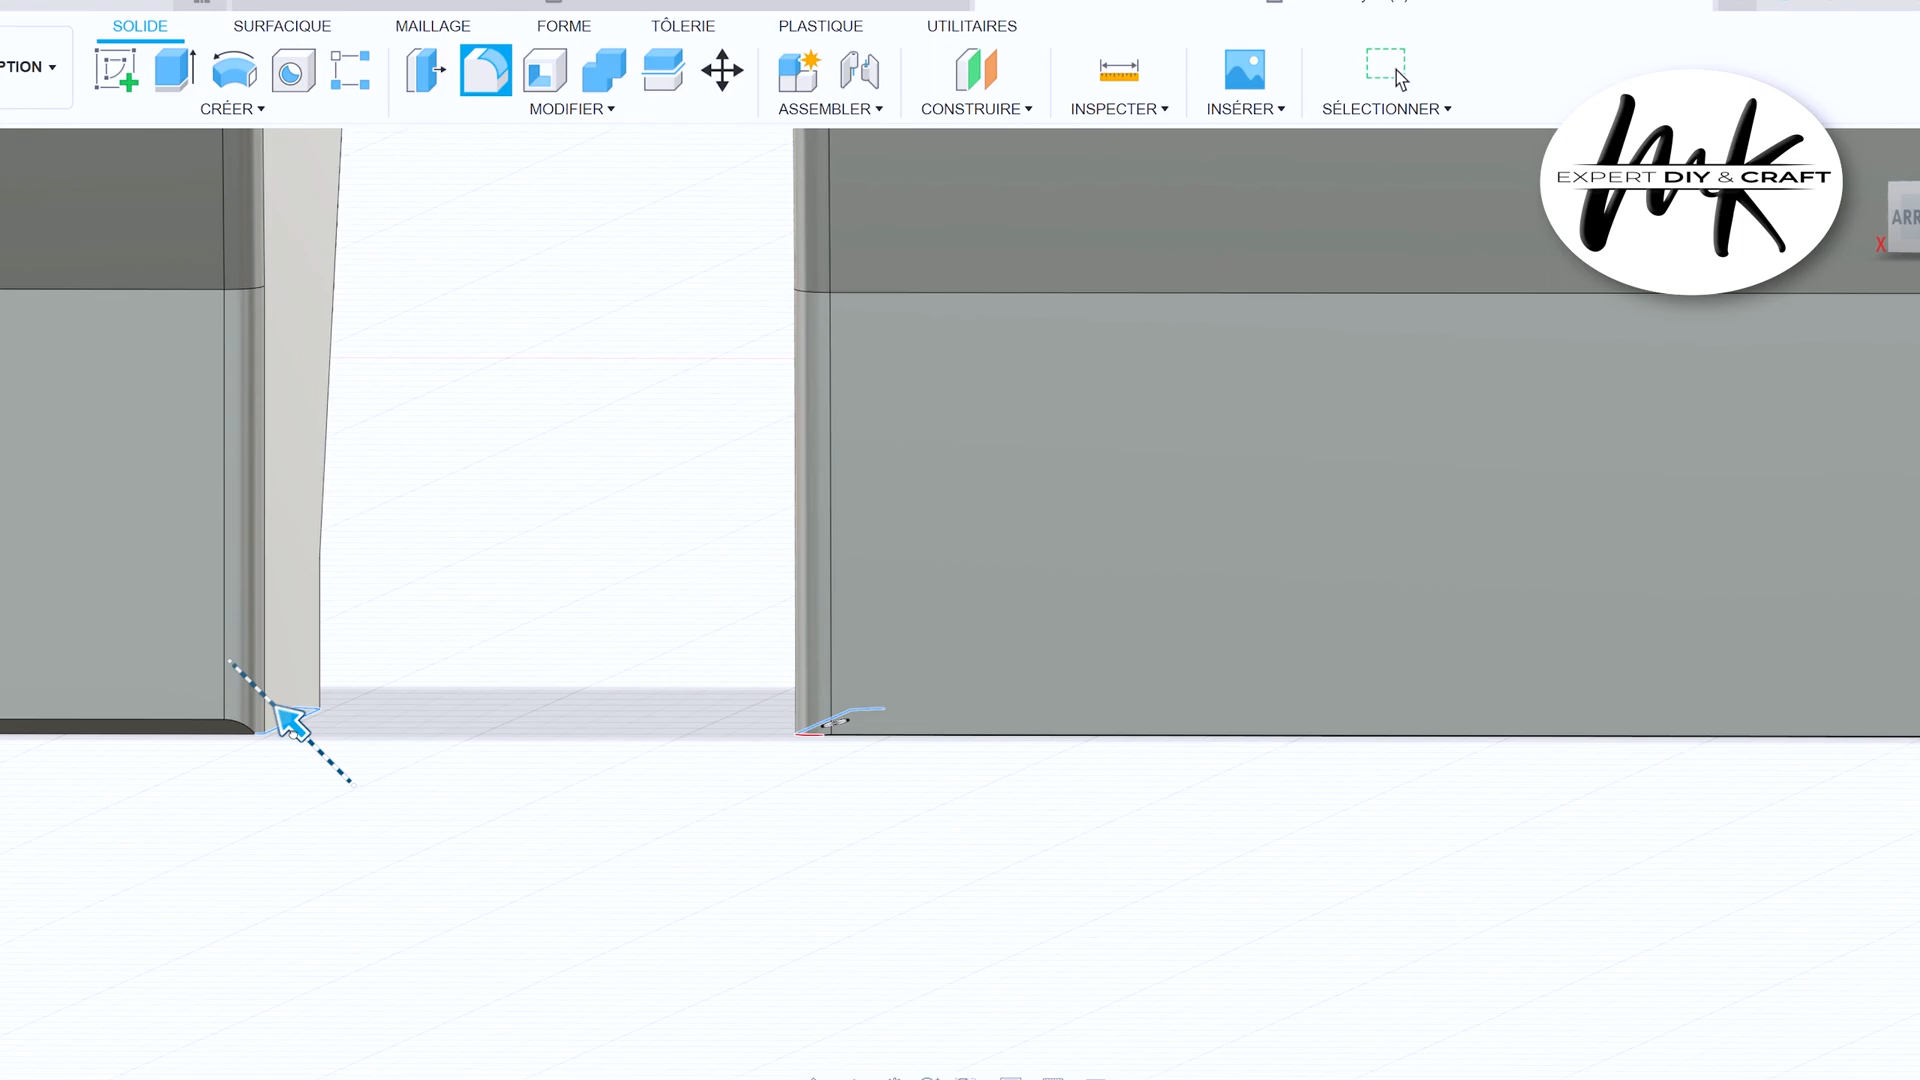 SOLIDE SURFACIQUE MAILLAGE FORME TÔLERIE PLASTIQUE UTILITAIRES
PTION
CRÉER MODIFIER ASSEMBLER CONSTRUIRE INSPECTER INSÉRER SÉLECTIONNER
mk
EXPERT DIY & CRAFT
ARR
X